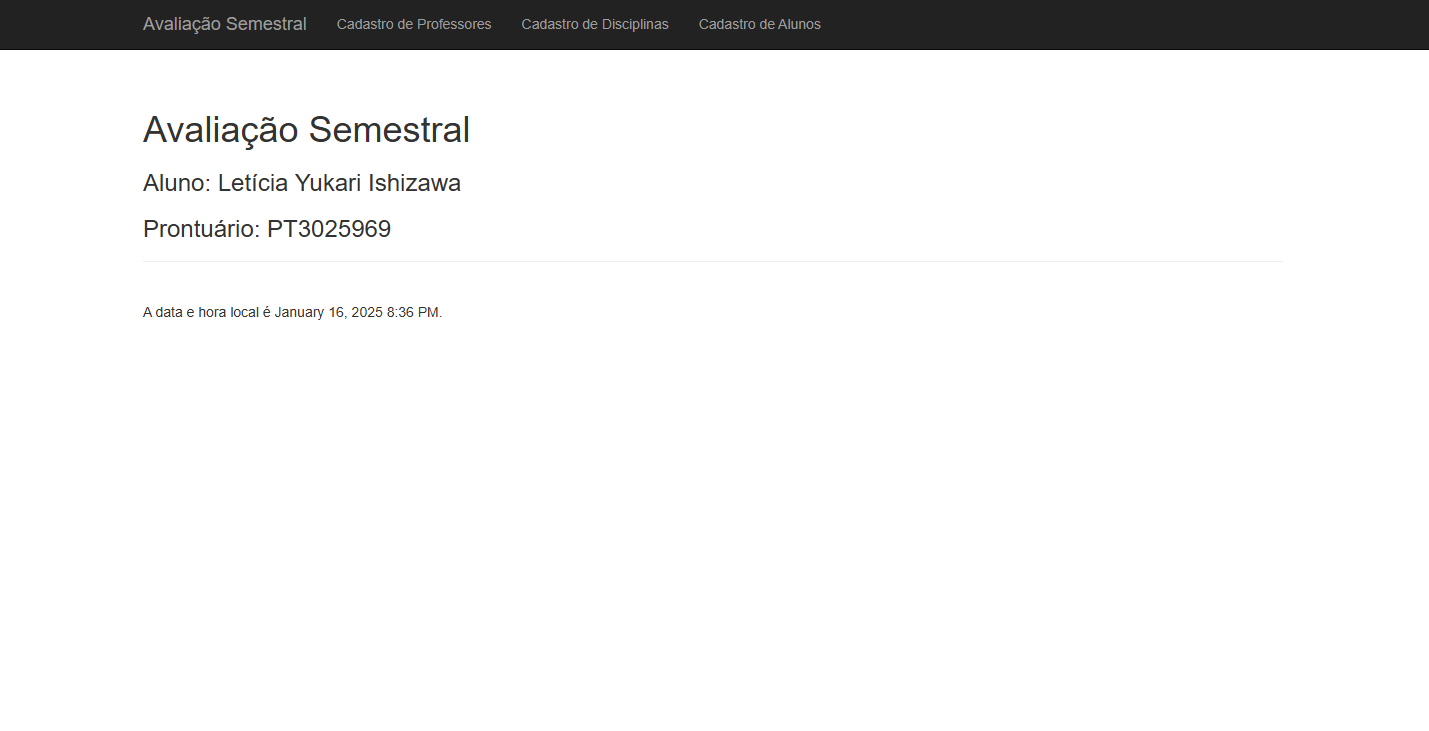 Avaliação Semestral Cadastro de Professores Cadastro de Disciplinas Cadastro de Alunos
Avaliação Semestral
Aluno: Letícia Yukari Ishizawa
Prontuário: PT3025969
A data e hora local é January 16, 2025 8:36 PM.